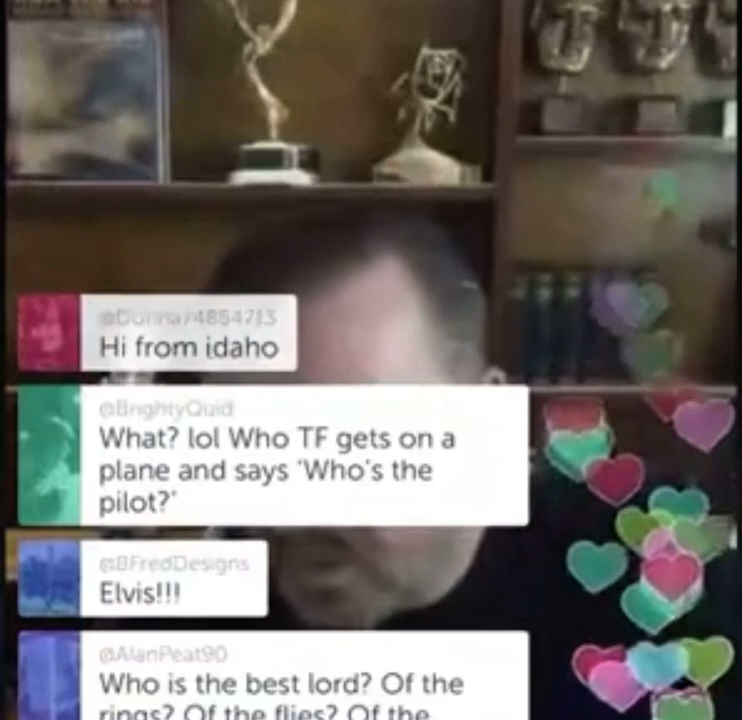 Hi from idaho
@BrightyQuid
What? lol Who TF gets on a
plane and says 'Who's the
pilot?'
@BFredDesigns
Elvis!!!
@AlanPeat90
Who is the best lord? Of the
rings? Of the flies? Of the